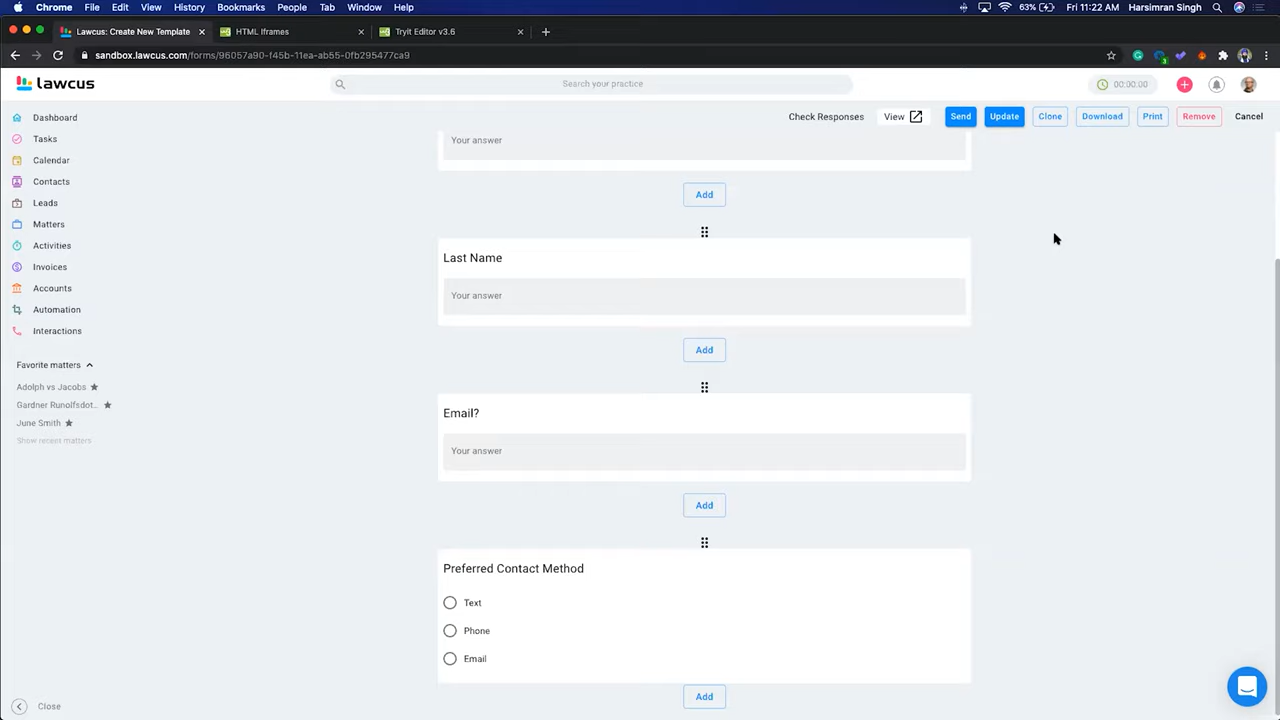 Chrome File Edit View History Bookmarks People Tab Window Help 63% Fri 11:22 AM Harsimran Singh
Lawcus: Create New Template HTML Iframes Tryit Editor v3.6
sandbox.lawcus.com/forms/96057a90-f45b-11ea-ab55-0fb295477ca9
lawcus Search your practice 00:00:00
Check Responses View Send Update Clone Download Print Remove Cancel
Dashboard
Tasks
Calendar
Contacts
Leads
Matters
Activities
Invoices
Accounts
Automation
Interactions
Favorite matters
Adolph vs Jacobs
Gardner Runolfsdot..
June Smith
Show recent matters
Close
Your answer
Add
Last Name
Your answer
Add
Email?
Your answer
Add
Preferred Contact Method
Text
Phone
Email
Add